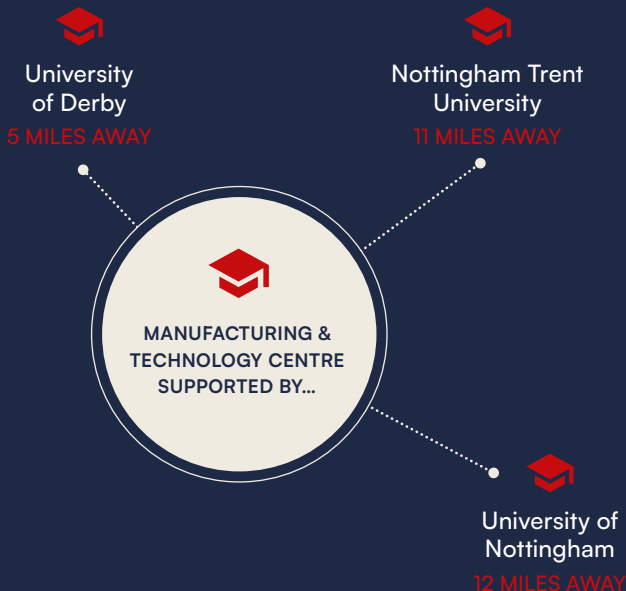 University
of Derby
5 MILES AWAY
Nottingham Trent
University
11 MILES AWAY
MANUFACTURING &
TECHNOLOGY CENTRE
SUPPORTED BY...
University of
Nottingham
12 MILES AWAY